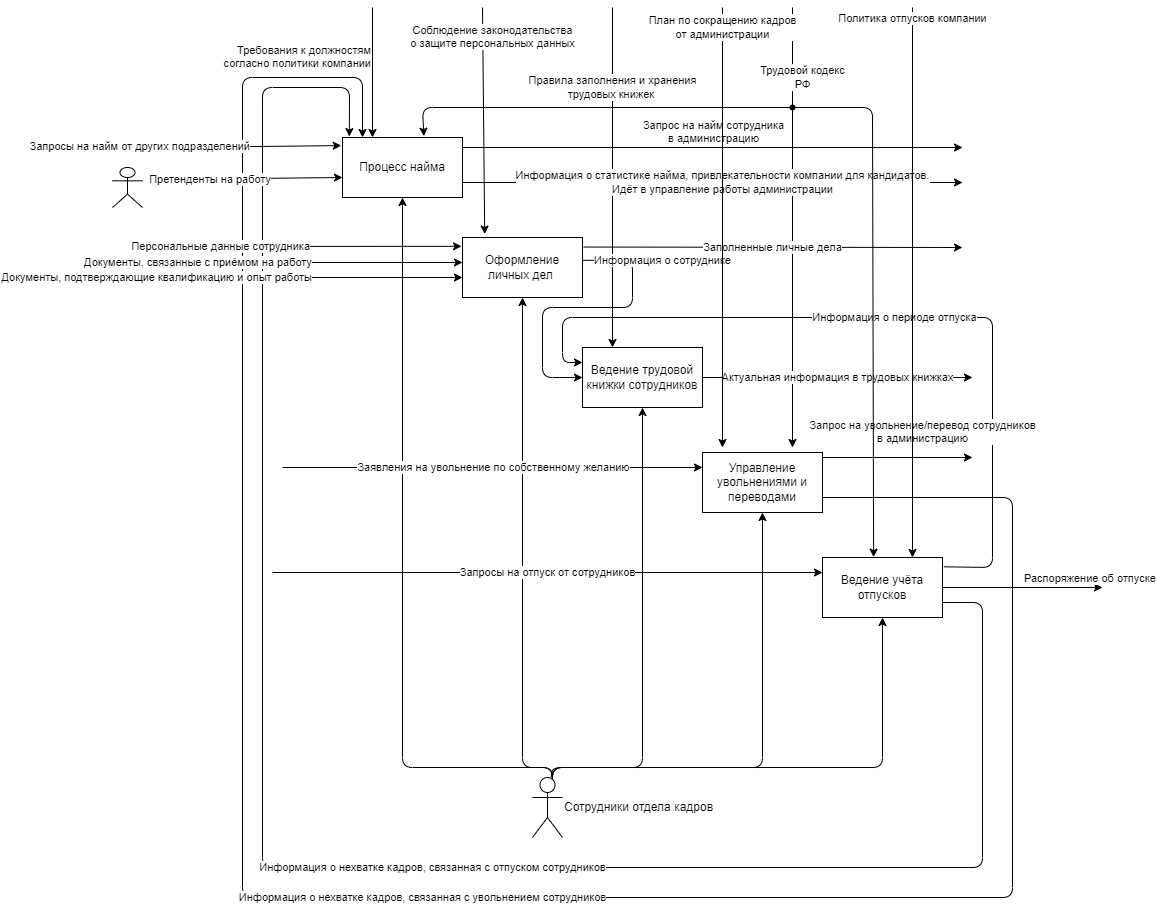 План по сокращению кадров
от администрации
Политика отпусков компании
Соблюдение законодательства
о защите персональных данных
Требования к должностям
согласно политики компании
Трудовой кодекс
РФ
Правила заполнения и хранения
трудовых книжек
Запрос на найм сотрудника
в администрацию
Запросы на найм от других подразделений
Процесс найма
Претенденты на работу
Информация о статистике найма, привлекательности компании для кандидатов.
Идёт в управление работы администрации
Персональные данные сотрудника
Документы, связанные с приёмом на работу
Документы, подтверждающие квалификацию и опыт работы
Оформление
личных дел
Заполненные личные дела
Информация о сотруднике
Информация о периоде отпуска
Ведение трудовой
книжки сотрудников
Актуальная информация в трудовых книжках
Запрос на увольнение/перевод сотрудников
в администрацию
Заявления на увольнение по собственному желанию
Управление
увольнениями и
переводами
Запросы на отпуск от сотрудников
Ведение учёта
отпусков
Распоряжение об отпуске
Сотрудники отдела кадров
Информация о нехватке кадров, связанная с отпуском сотрудников
Информация о нехватке кадров, связанная с увольнением сотрудников